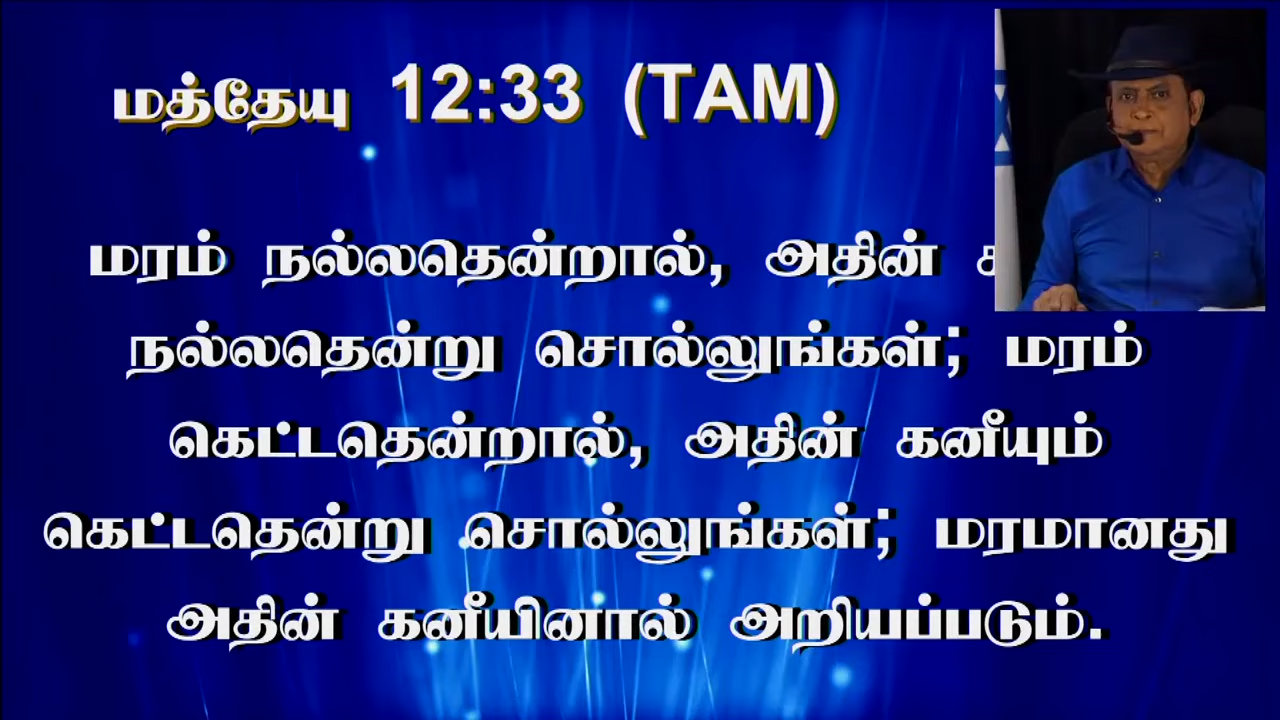 மத்தேயு 12:33 (TAM)
மரம் நல்லதென்றால், அதின்
நல்லதென்று சொல்லுங்கள்; மரம்
கெட்டதென்றால், அதின் கனீயும்
கெட்டதென்று சொல்லுங்கள்; மரமானது
அதின் கனீயினால் அறியப்படும்.